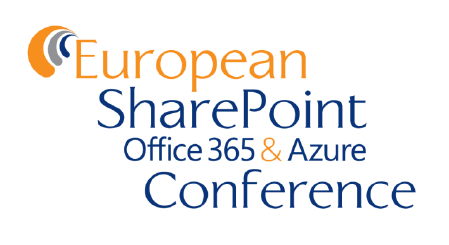 European
SharePoint
Office 365 & Azure
Conference